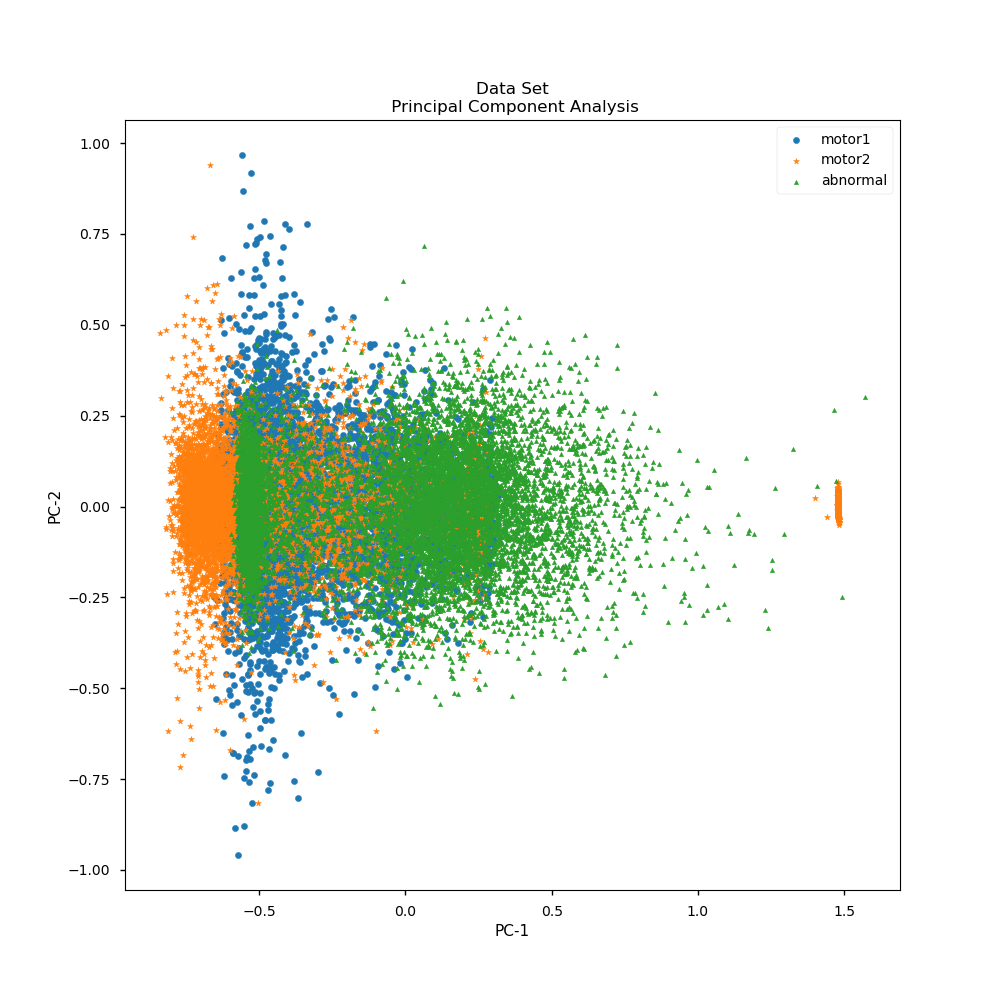 Data Set
Principal Component Analysis
motor1
motor2
abnormal
1.00
0.75
0.50
0.25
0.00
−0.25
−0.50
−0.75
−1.00
PC-2
−0.5
0.0
0.5
1.0
1.5
PC-1